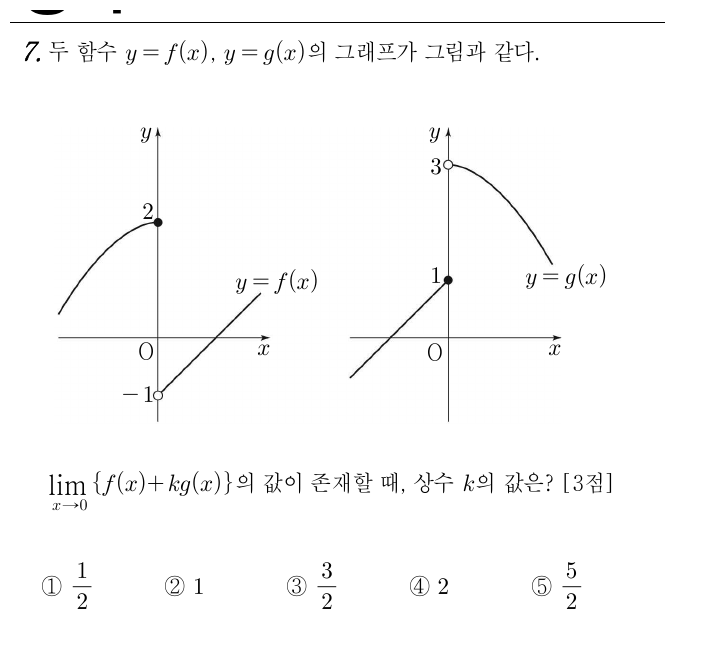 7. 두 함수 y=f(x), y=g(x)의 그래프가 그림과 같다.
y
2
y=f(x)
O
x
-1
y
3
1
y=g(x)
O
x
lim {f(x)+kg(x)}의 값이 존재할 때, 상수 k의 값은? [3점]
x→0
① 1/2 ② 1 ③ 3/2 ④ 2 ⑤ 5/2